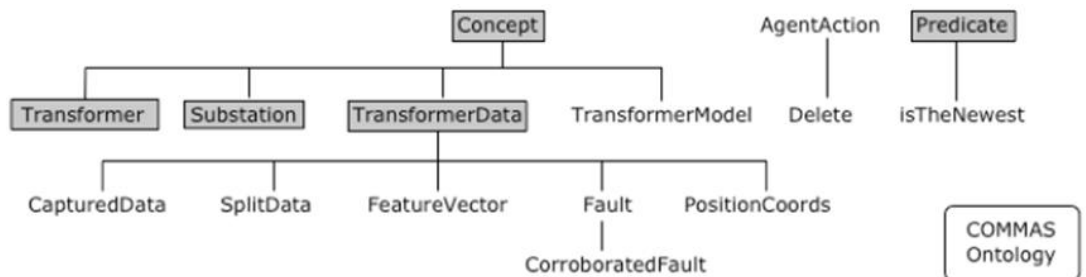 Concept AgentAction Predicate
Transformer Substation TransformerData TransformerModel Delete isTheNewest
CapturedData SplitData FeatureVector Fault PositionCoords
COMMAS
Ontology
CorroboratedFault